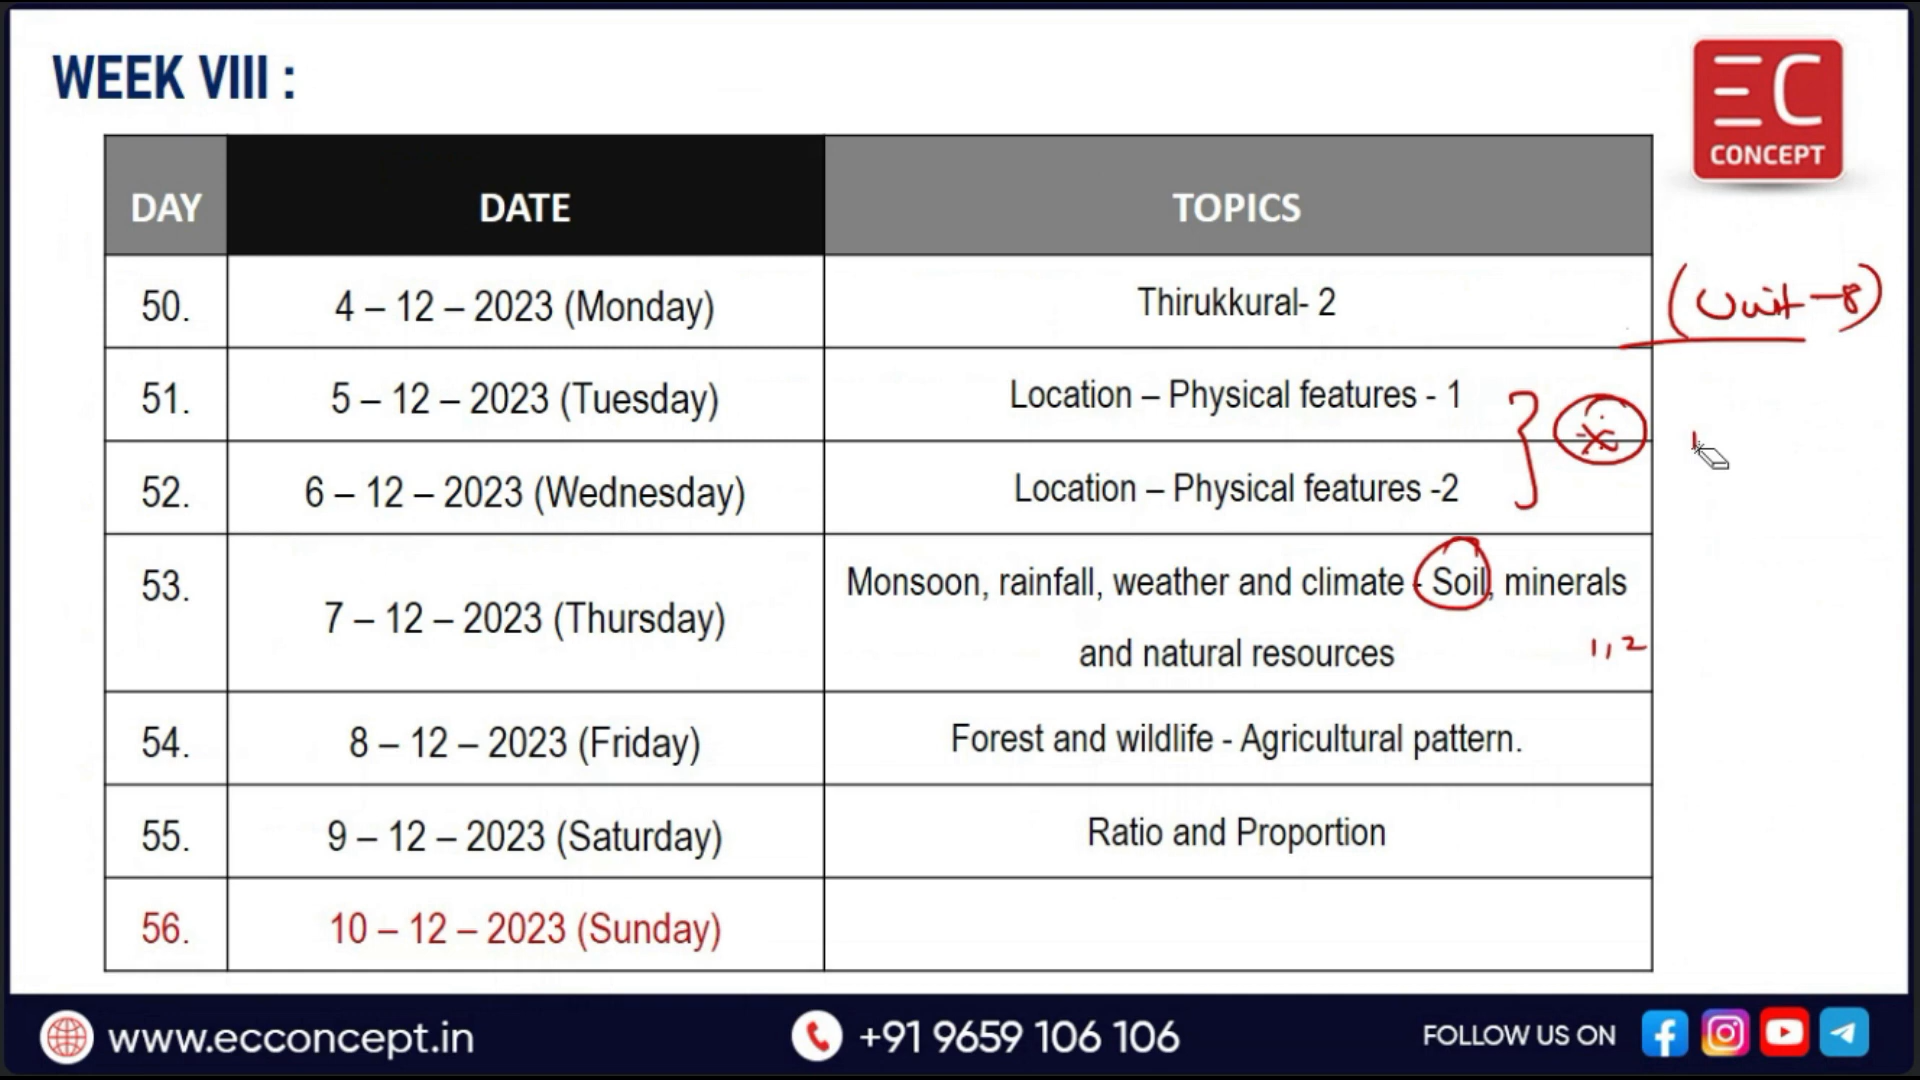 WEEK VIII :
EC
CONCEPT
DAY DATE TOPICS
50. 4 – 12 – 2023 (Monday) Thirukkural- 2
(Unit-8)
51. 5 – 12 – 2023 (Tuesday) Location – Physical features - 1
52. 6 – 12 – 2023 (Wednesday) Location – Physical features -2
53. 7 – 12 – 2023 (Thursday) Monsoon, rainfall, weather and climate - Soil, minerals
and natural resources 1,2
54. 8 – 12 – 2023 (Friday) Forest and wildlife - Agricultural pattern.
55. 9 – 12 – 2023 (Saturday) Ratio and Proportion
56. 10 – 12 – 2023 (Sunday)
www.ecconcept.in +91 9659 106 106 FOLLOW US ON